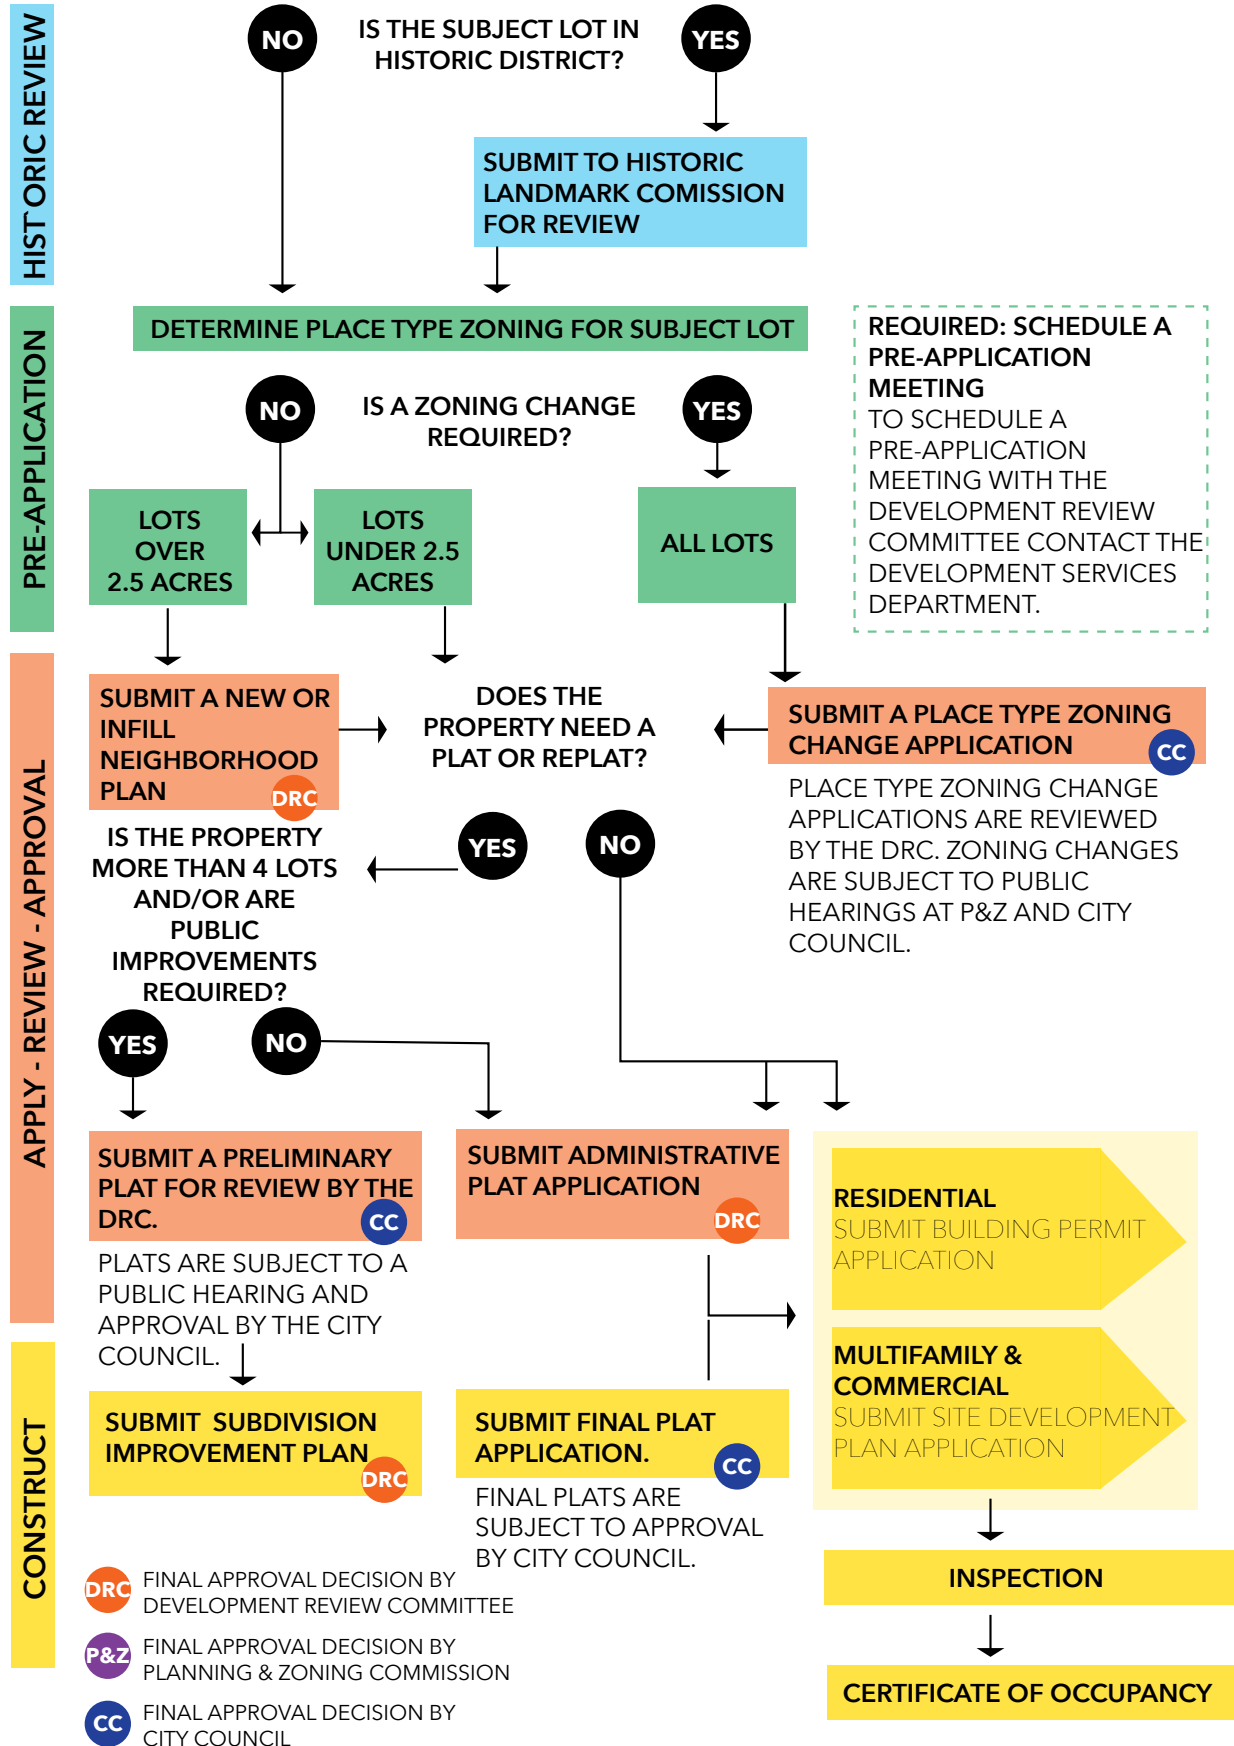 HIST ORIC REVIEW
NO
IS THE SUBJECT LOT IN
HISTORIC DISTRICT?
YES
SUBMIT TO HISTORIC
LANDMARK COMISSION
FOR REVIEW
PRE-APPLICATION
DETERMINE PLACE TYPE ZONING FOR SUBJECT LOT
NO
IS A ZONING CHANGE
REQUIRED?
YES
LOTS
OVER
2.5 ACRES
LOTS
UNDER 2.5
ACRES
ALL LOTS
REQUIRED: SCHEDULE A
PRE-APPLICATION
MEETING
TO SCHEDULE A
PRE-APPLICATION
MEETING WITH THE
DEVELOPMENT REVIEW
COMMITTEE CONTACT THE
DEVELOPMENT SERVICES
DEPARTMENT.
APPLY - REVIEW - APPROVAL
SUBMIT A NEW OR
INFILL
NEIGHBORHOOD
PLAN
DRC
DOES THE
PROPERTY NEED A
PLAT OR REPLAT?
SUBMIT A PLACE TYPE ZONING
CHANGE APPLICATION
CC
PLACE TYPE ZONING CHANGE
APPLICATIONS ARE REVIEWED
BY THE DRC. ZONING CHANGES
ARE SUBJECT TO PUBLIC
HEARINGS AT P&Z AND CITY
COUNCIL.
YES
NO
IS THE PROPERTY
MORE THAN 4 LOTS
AND/OR ARE
PUBLIC
IMPROVEMENTS
REQUIRED?
YES
NO
SUBMIT A PRELIMINARY
PLAT FOR REVIEW BY THE
DRC.
CC
PLATS ARE SUBJECT TO A
PUBLIC HEARING AND
APPROVAL BY THE CITY
COUNCIL.
SUBMIT ADMINISTRATIVE
PLAT APPLICATION
DRC
RESIDENTIAL
SUBMIT BUILDING PERMIT
APPLICATION
MULTIFAMILY &
COMMERCIAL
SUBMIT SITE DEVELOPMENT
PLAN APPLICATION
CONSTRUCT
SUBMIT SUBDIVISION
IMPROVEMENT PLAN
DRC
SUBMIT FINAL PLAT
APPLICATION.
CC
FINAL PLATS ARE
SUBJECT TO APPROVAL
BY CITY COUNCIL.
INSPECTION
CERTIFICATE OF OCCUPANCY
DRC
FINAL APPROVAL DECISION BY
DEVELOPMENT REVIEW COMMITTEE
P&Z
FINAL APPROVAL DECISION BY
PLANNING & ZONING COMMISSION
CC
FINAL APPROVAL DECISION BY
CITY COUNCIL